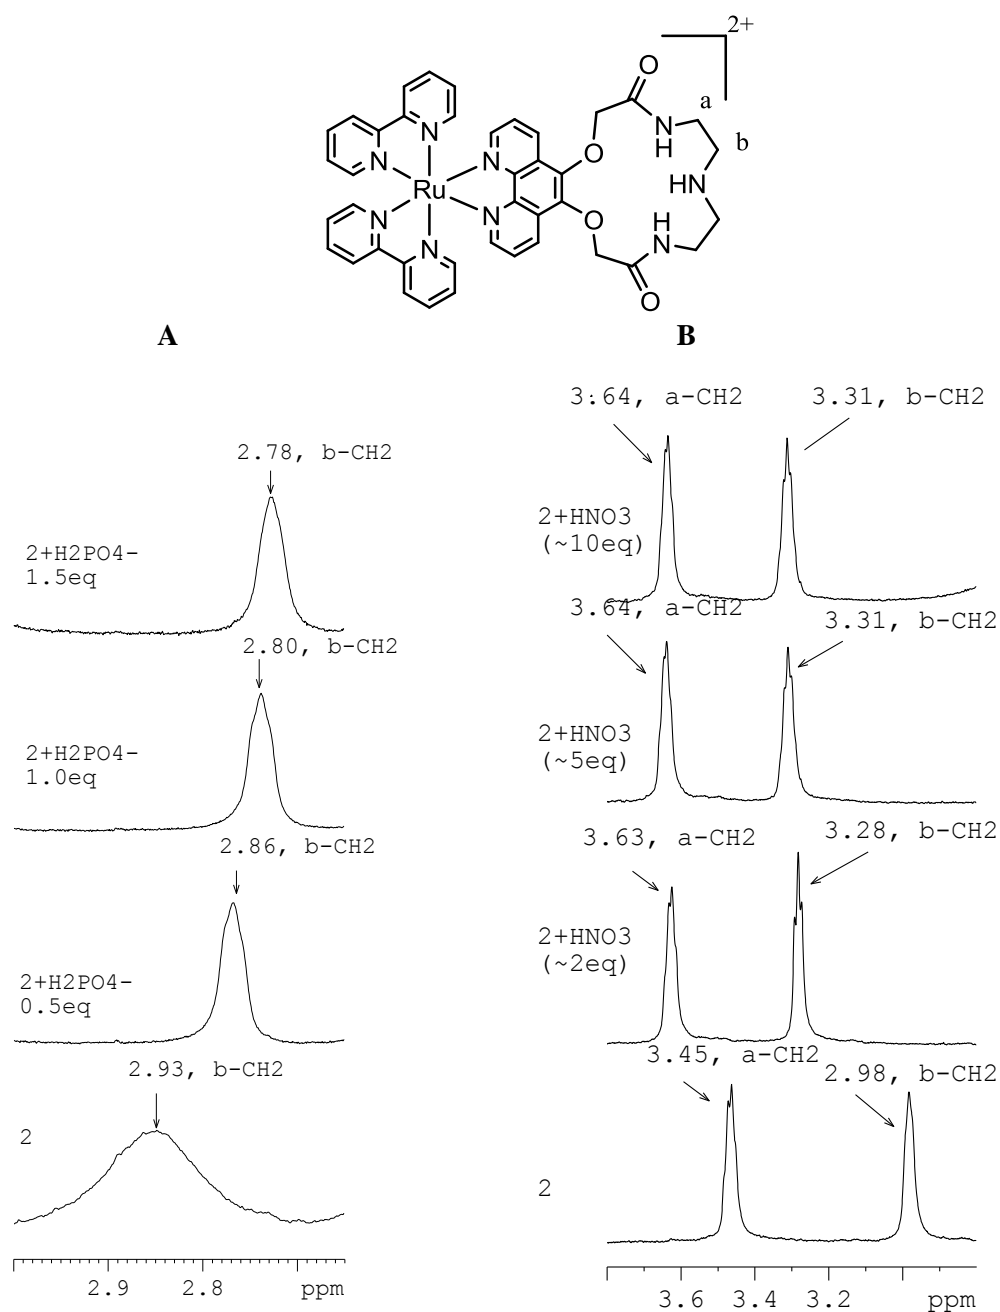 2+
O
a
N
H
b
O
HN
O
H
N
O
N
N
N
N
Ru
N
N
A
B
3:64, a-CH2
3.31, b-CH2
2.78, b-CH2
2+HNO3
(~10eq)
2+H2PO4-
1.5eq
3.64, a-CH2
3.31, b-CH2
2.80, b-CH2
2+HNO3
(~5eq)
2+H2PO4-
1.0eq
3.63, a-CH2
3.28, b-CH2
2.86, b-CH2
2+HNO3
(~2eq)
2+H2PO4-
0.5eq
3.45, a-CH2
2.98, b-CH2
2.93, b-CH2
2
2
2.9 2.8 ppm
3.6 3.4 3.2 ppm